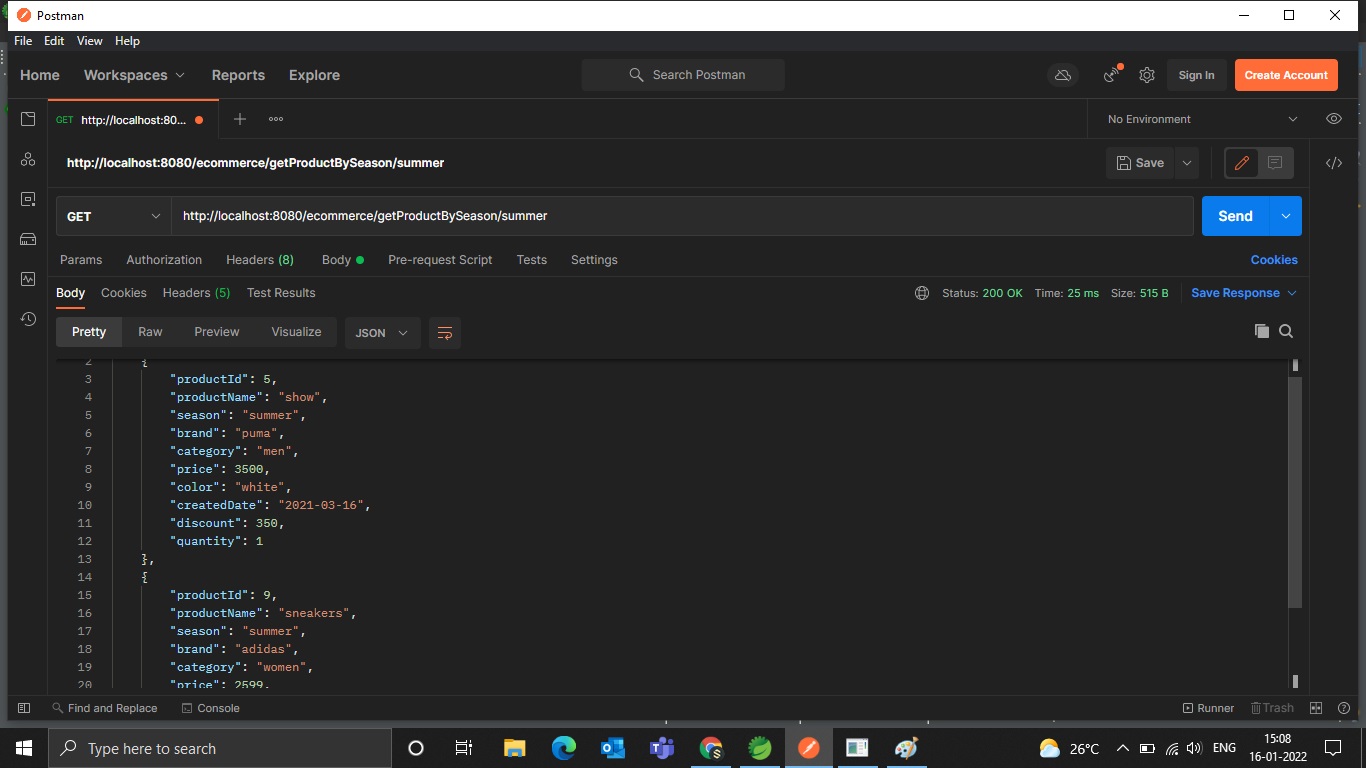 Postman
File Edit View Help
Home Workspaces Reports Explore Search Postman Sign In Create Account
GET http://localhost:80... No Environment
http://localhost:8080/ecommerce/getProductBySeason/summer Save
GET http://localhost:8080/ecommerce/getProductBySeason/summer Send
Params Authorization Headers (8) Body Pre-request Script Tests Settings Cookies
Body Cookies Headers (5) Test Results Status: 200 OK Time: 25 ms Size: 515 B Save Response
Pretty Raw Preview Visualize JSON
2 {
3 "productId": 5,
4 "productName": "show",
5 "season": "summer",
6 "brand": "puma",
7 "category": "men",
8 "price": 3500,
9 "color": "white",
10 "createdDate": "2021-03-16",
11 "discount": 350,
12 "quantity": 1
13 },
14 {
15 "productId": 9,
16 "productName": "sneakers",
17 "season": "summer",
18 "brand": "adidas",
19 "category": "women",
20 "price": 2599,
Find and Replace Console Runner Trash
Type here to search 26°C ENG 15:08
16-01-2022